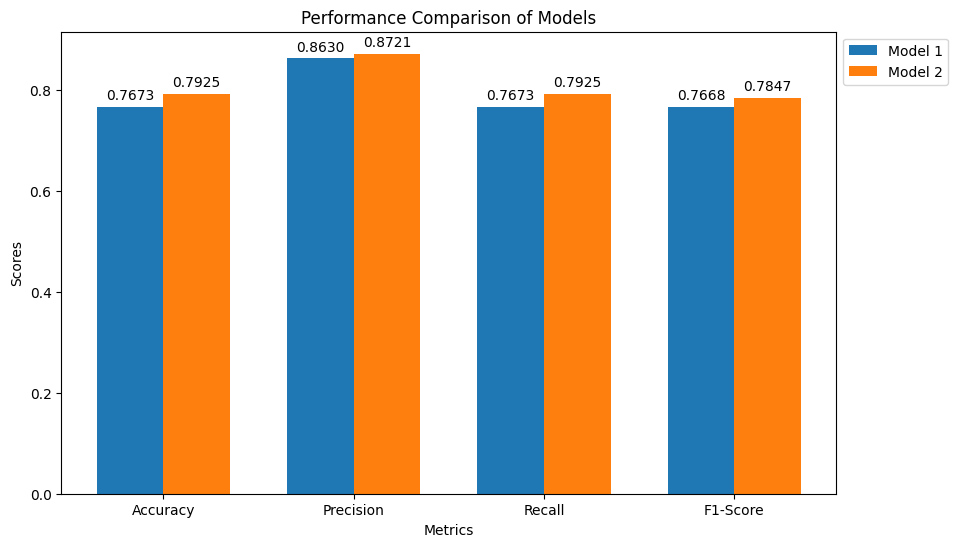 Performance Comparison of Models
Model 1
Model 2
0.7673
0.7925
0.8630
0.8721
0.7673
0.7925
0.7668
0.7847
Scores
0.8
0.6
0.4
0.2
0.0
Accuracy
Precision
Recall
F1-Score
Metrics